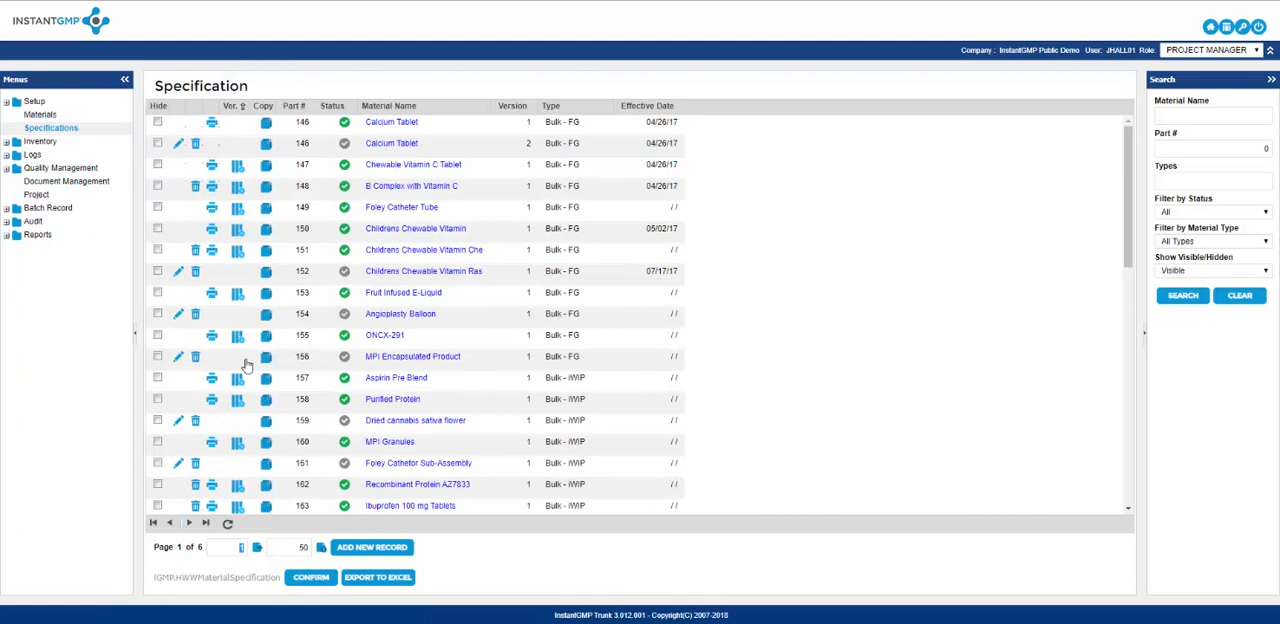 INSTANTGMP
Company : InstantGMP Public Demo User: JHALL01 Role: PROJECT MANAGER
Menus
Setup
Materials
Specifications
Inventory
Logs
Quality Management
Document Management
Project
Batch Record
Audit
Reports
Specification
Hide Ver. Copy Part # Status Material Name Version Type Effective Date
146 Calcium Tablet 1 Bulk - FG 04/26/17
146 Calcium Tablet 2 Bulk - FG
147 Chewable Vitamin C Tablet 1 Bulk - FG 04/26/17
148 B Complex with Vitamin C 1 Bulk - FG 04/26/17
149 Foley Catheter Tube 1 Bulk - FG / /
150 Childrens Chewable Vitamin 1 Bulk - FG 05/02/17
151 Childrens Chewable Vitamin Che 1 Bulk - FG / /
152 Childrens Chewable Vitamin Ras 1 Bulk - FG 07/17/17
153 Fruit Infused E-Liquid 1 Bulk - FG / /
154 Angioplasty Balloon 1 Bulk - FG / /
155 ONCX-291 1 Bulk - FG / /
156 MPI Encapsulated Product 1 Bulk - FG / /
157 Aspirin Pre Blend 1 Bulk - iWIP / /
158 Purified Protein 1 Bulk - iWIP / /
159 Dried cannabis sativa flower 1 Bulk - iWIP / /
160 MPI Granules 1 Bulk - iWIP / /
161 Foley Cathetor Sub-Assembly 1 Bulk - iWIP / /
162 Recombinant Protein AZ7833 1 Bulk - iWIP / /
163 Ibuprofen 100 mg Tablets 1 Bulk - iWIP / /
Page 1 of 6 1 50 ADD NEW RECORD
iGMP.HWWMaterialSpecification CONFIRM EXPORT TO EXCEL
Search
Material Name
Part #
0
Types
Filter by Status
All
Filter by Material Type
All Types
Show Visible/Hidden
Visible
SEARCH CLEAR
InstantGMP Trunk 3.012.001 - Copyright(C) 2007-2018